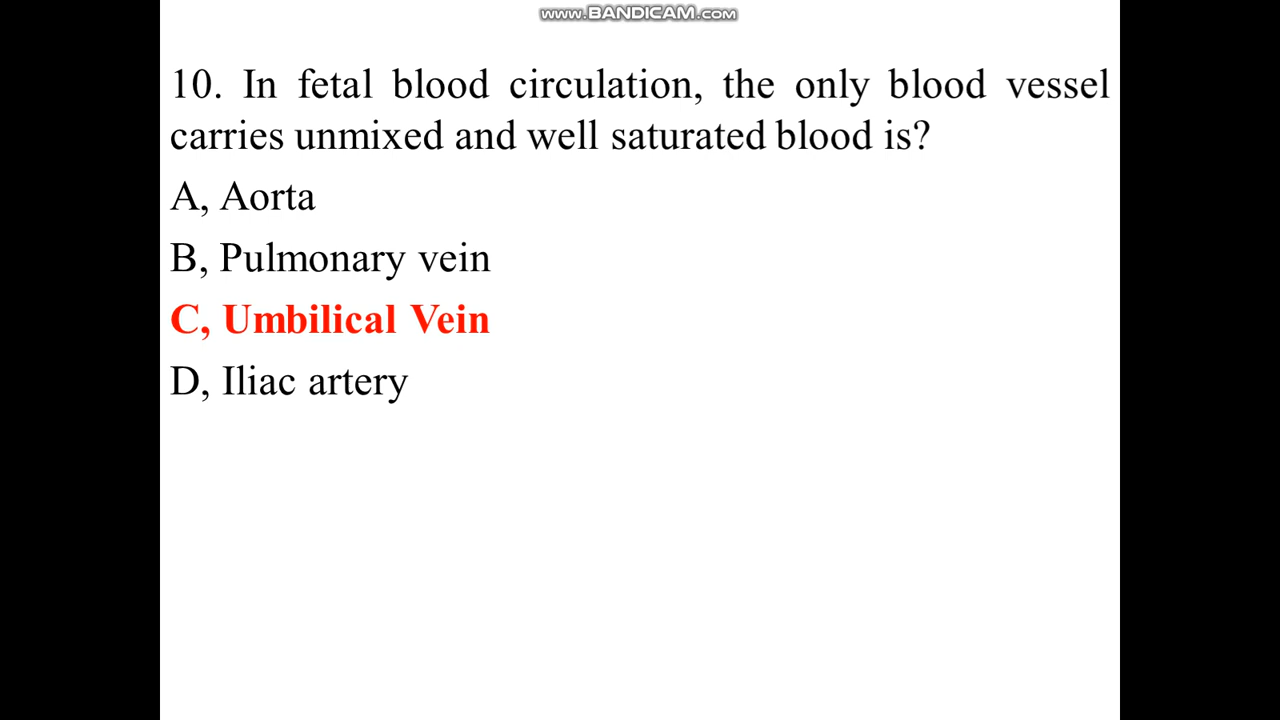 www.BANDICAM.com
10. In fetal blood circulation, the only blood vessel
carries unmixed and well saturated blood is?
A, Aorta
B, Pulmonary vein
C, Umbilical Vein
D, Iliac artery